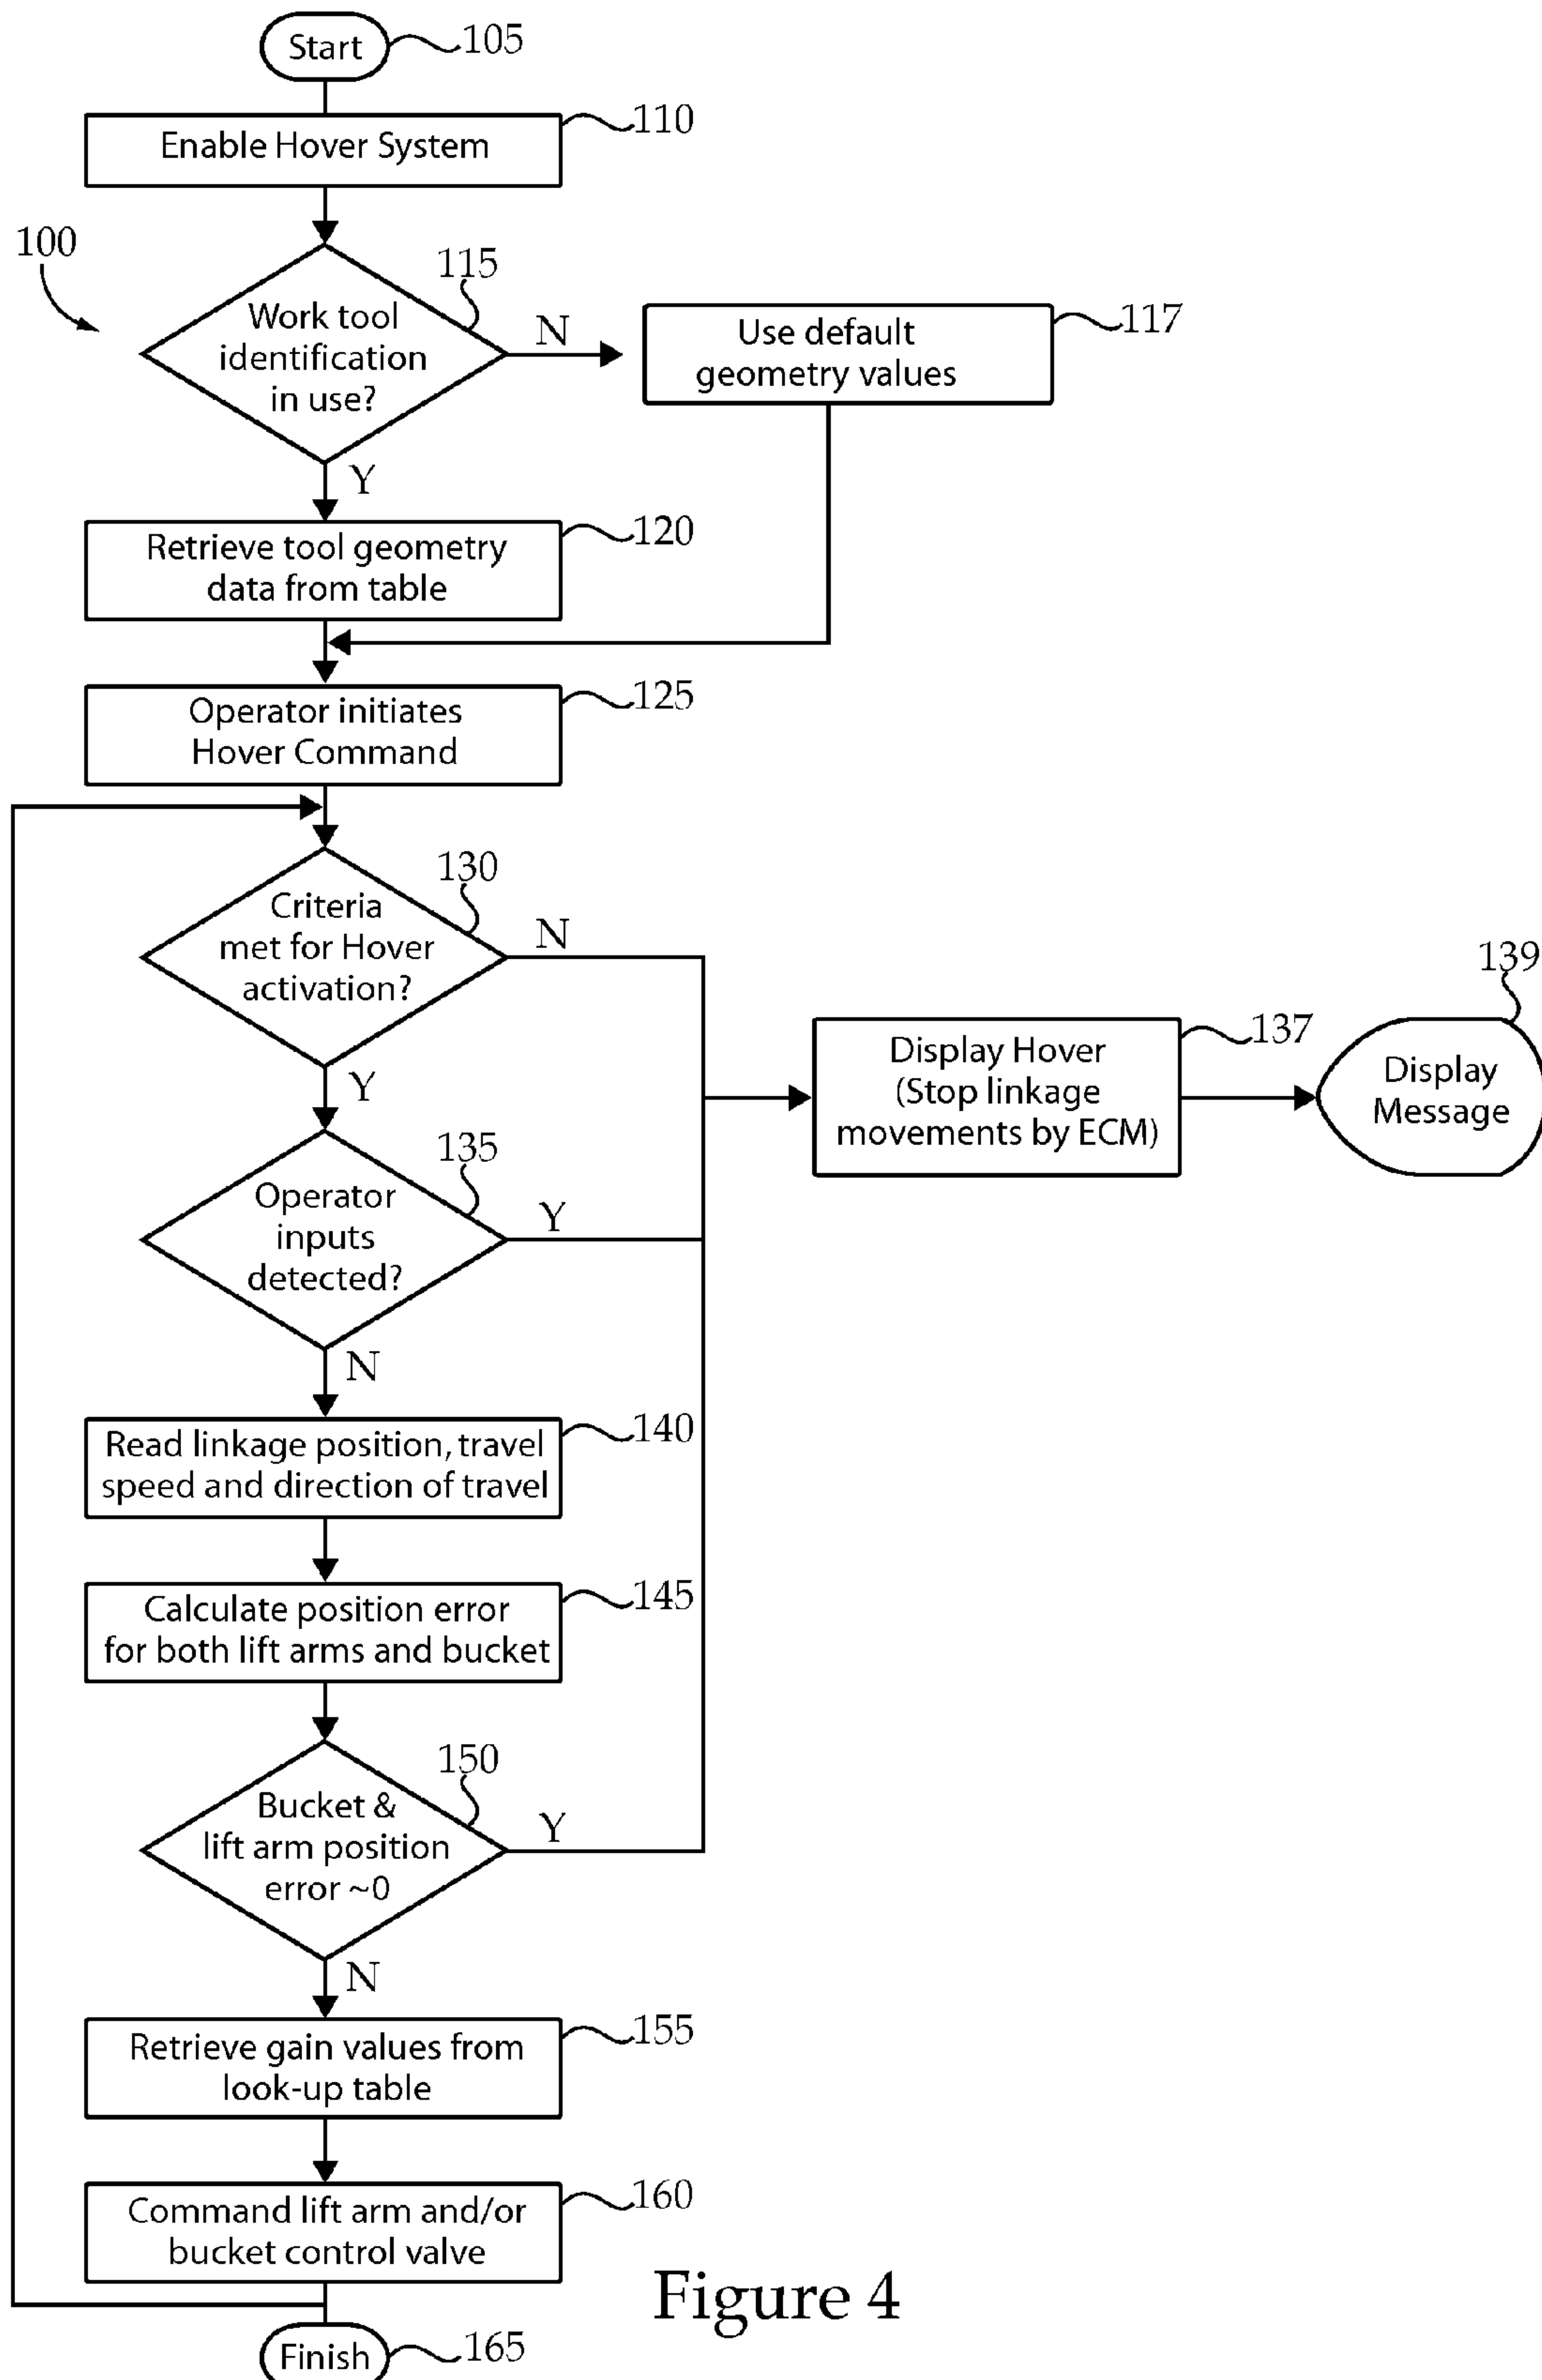 Start
105
Enable Hover System
110
100
Work tool
identification
in use?
115
N
Use default
geometry values
117
Y
Retrieve tool geometry
data from table
120
Operator initiates
Hover Command
125
Criteria
met for Hover
activation?
130
N
Y
Display Hover
(Stop linkage
movements by ECM)
137
Display
Message
139
Operator
inputs
detected?
135
Y
N
Read linkage position, travel
speed and direction of travel
140
Calculate position error
for both lift arms and bucket
145
Bucket &
lift arm position
error ~0
150
Y
N
Retrieve gain values from
look-up table
155
Command lift arm and/or
bucket control valve
160
Finish
165
Figure 4